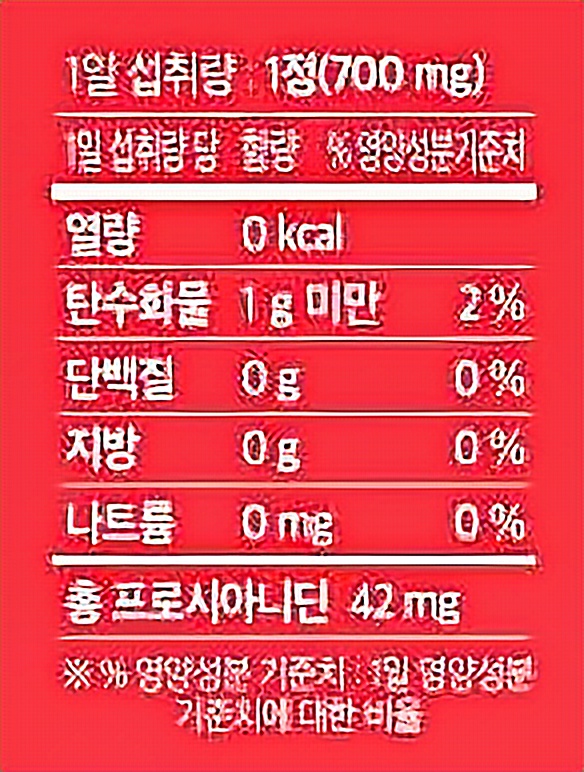 1일 섭취량 : 1정(700 mg)
1일 섭취량 당 함량 % 영양성분기준치
열량 0 kcal
탄수화물 1 g 미만 2 %
단백질 0 g 0 %
지방 0 g 0 %
나트륨 0 mg 0 %
총 프로시아니딘 42 mg
※ % 영양성분 기준치 : 1일 영양성분
기준치에 대한 비율